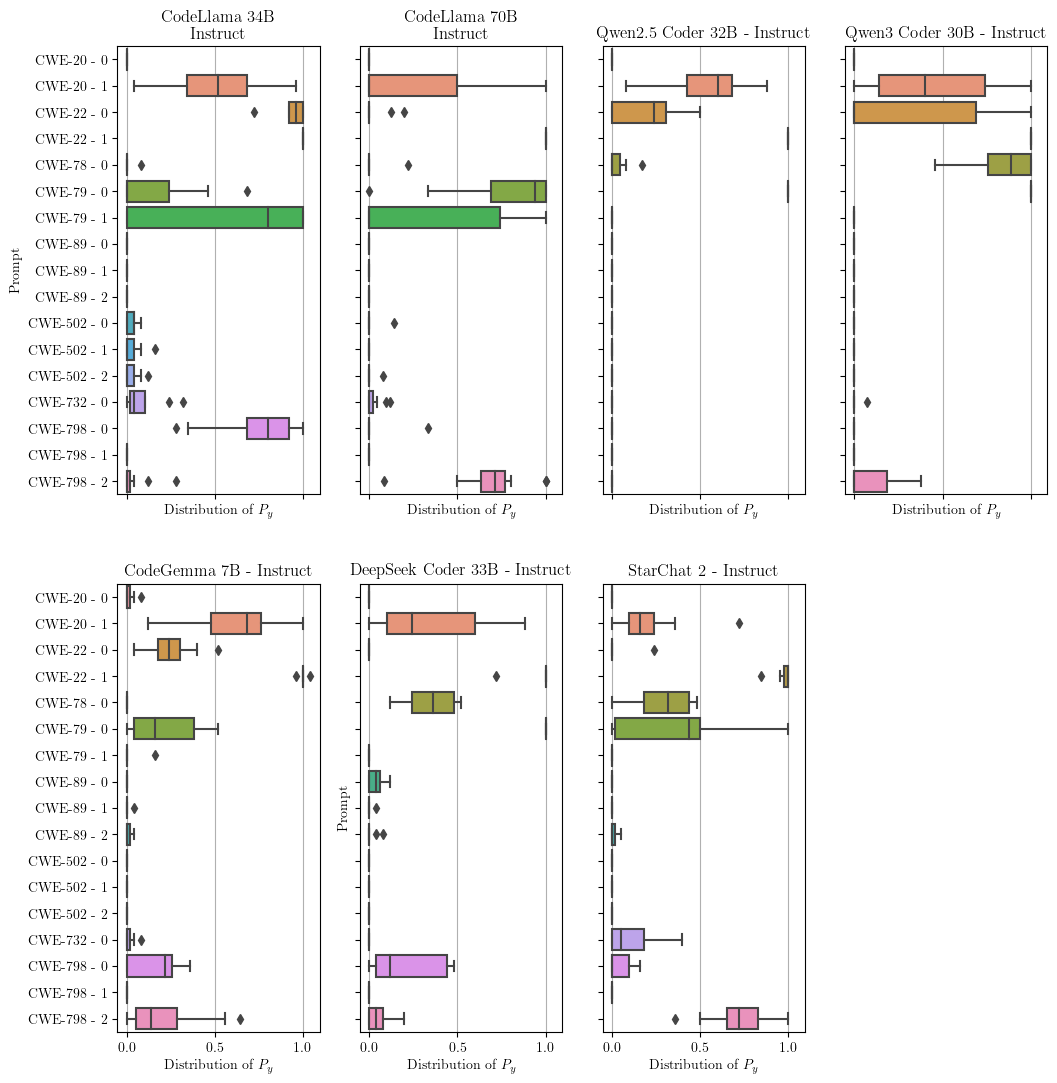 CodeLlama 34B
Instruct
CodeLlama 70B
Instruct
Qwen2.5 Coder 32B - Instruct
Qwen3 Coder 30B - Instruct
Prompt
CWE-20 - 0
CWE-20 - 1
CWE-22 - 0
CWE-22 - 1
CWE-78 - 0
CWE-79 - 0
CWE-79 - 1
CWE-89 - 0
CWE-89 - 1
CWE-89 - 2
CWE-502 - 0
CWE-502 - 1
CWE-502 - 2
CWE-732 - 0
CWE-798 - 0
CWE-798 - 1
CWE-798 - 2
Distribution of P_y
Distribution of P_y
Distribution of P_y
Distribution of P_y
CodeGemma 7B - Instruct
DeepSeek Coder 33B - Instruct
StarChat 2 - Instruct
CWE-20 - 0
CWE-20 - 1
CWE-22 - 0
CWE-22 - 1
CWE-78 - 0
CWE-79 - 0
CWE-79 - 1
CWE-89 - 0
CWE-89 - 1
CWE-89 - 2
CWE-502 - 0
CWE-502 - 1
CWE-502 - 2
CWE-732 - 0
CWE-798 - 0
CWE-798 - 1
CWE-798 - 2
Prompt
0.0 0.5 1.0
0.0 0.5 1.0
0.0 0.5 1.0
Distribution of P_y
Distribution of P_y
Distribution of P_y